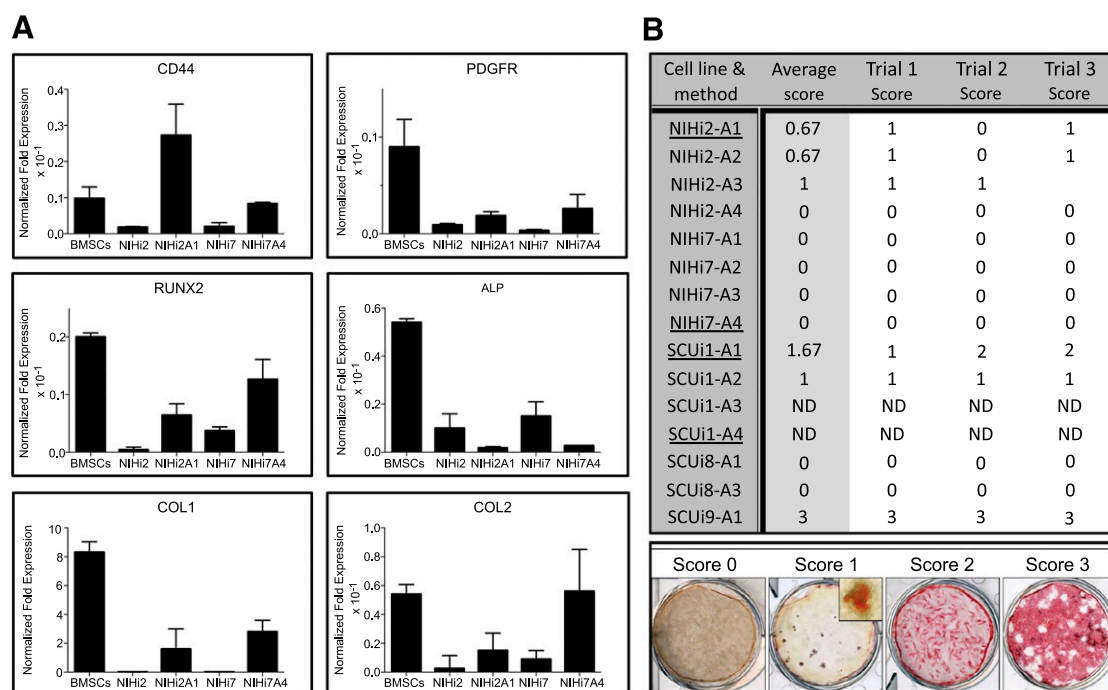 A
CD44
Normalized Fold Expression
x 10-1
0.4
0.3
0.2
0.1
0.0
BMSCs NIHi2 NIHi2A1 NIHi7 NIHi7A4
PDGFR
Normalized Fold Expression
x 10-1
0.1
0.0
BMSCs NIHi2 NIHi2A1 NIHi7 NIHi7A4
RUNX2
Normalized Fold Expression
x 10-1
0.2
0.1
0.0
BMSCs NIHi2 NIHi2A1 NIHi7 NIHi7A4
ALP
Normalized Fold Expression
x 10-1
0.6
0.4
0.2
0.0
BMSCs NIHi2 NIHi2A1 NIHi7 NIHi7A4
COL1
Normalized Fold Expression
10
8
6
4
2
0
BMSCs NIHi2 NIHi2A1 NIHi7 NIHi7A4
COL2
Normalized Fold Expression
x 10-1
1.0
0.8
0.6
0.4
0.2
0.0
BMSCs NIHi2 NIHi2A1 NIHi7 NIHi7A4
B
Cell line & method Average score Trial 1 Score Trial 2 Score Trial 3 Score
NIHi2-A1 0.67 1 0 1
NIHi2-A2 0.67 1 0 1
NIHi2-A3 1 1 1
NIHi2-A4 0 0 0 0
NIHi7-A1 0 0 0 0
NIHi7-A2 0 0 0 0
NIHi7-A3 0 0 0 0
NIHi7-A4 0 0 0 0
SCUi1-A1 1.67 1 2 2
SCUi1-A2 1 1 1 1
SCUi1-A3 ND ND ND ND
SCUi1-A4 ND ND ND ND
SCUi8-A1 0 0 0 0
SCUi8-A3 0 0 0 0
SCUi9-A1 3 3 3 3
Score 0 Score 1 Score 2 Score 3